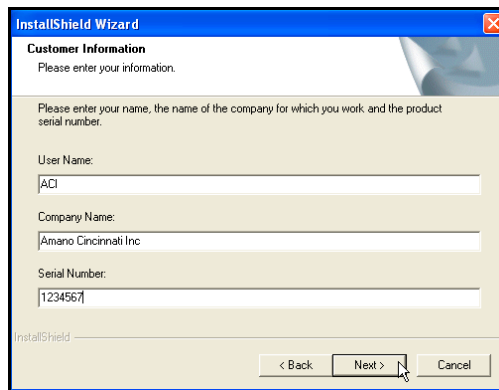 InstallShield Wizard
Customer Information
Please enter your information.
Please enter your name, the name of the company for which you work and the product
serial number.
User Name:
ACI
Company Name:
Amano Cincinnati Inc
Serial Number:
1234567
InstallShield
< Back Next > Cancel